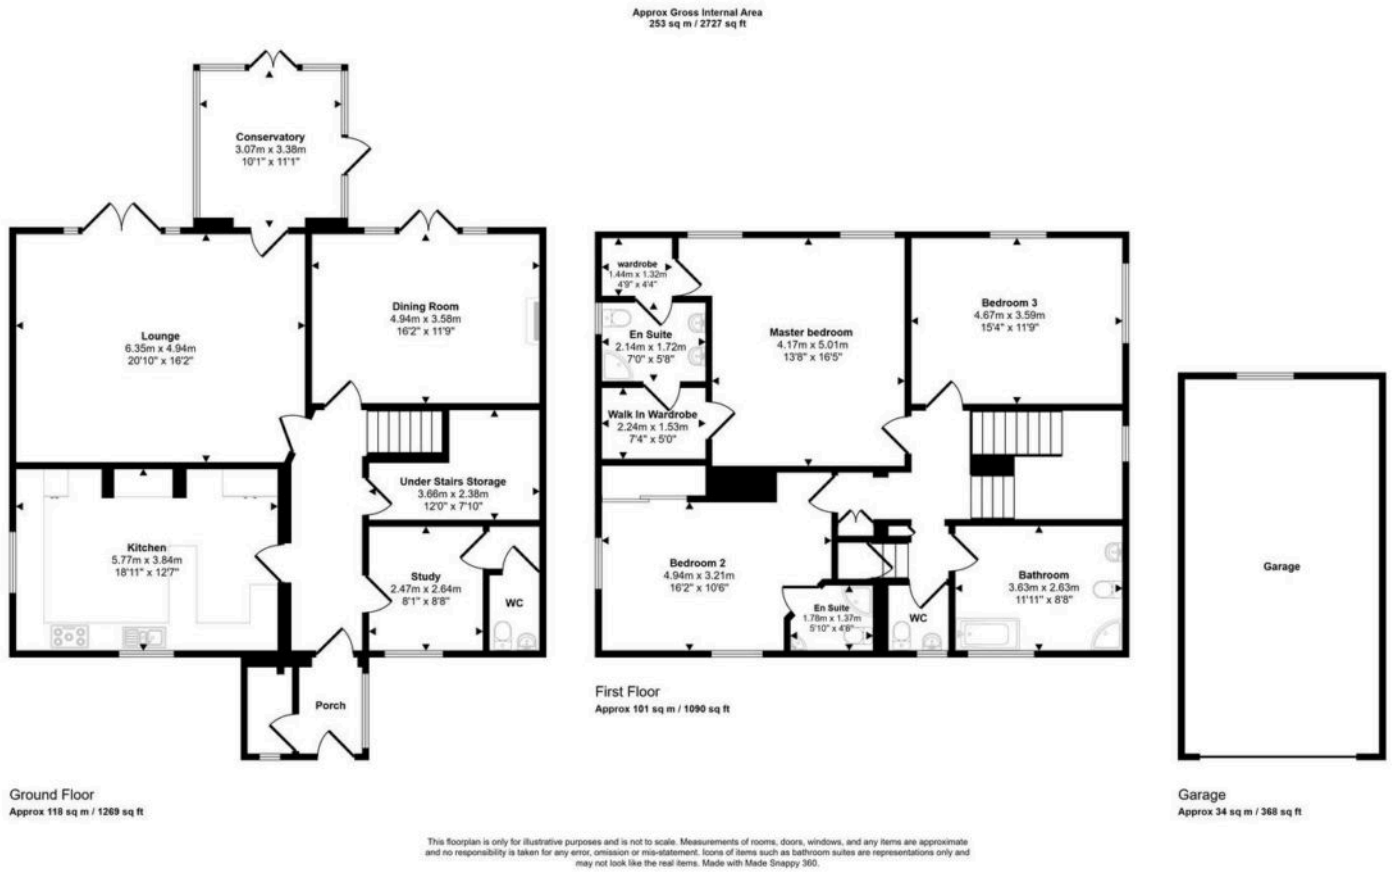 Approx Gross Internal Area
253 sq m / 2727 sq ft
Conservatory
3.07m x 3.38m
10'1" x 11'1"
Lounge
6.35m x 4.94m
20'10" x 16'2"
Dining Room
4.94m x 3.58m
16'2" x 11'9"
Under Stairs Storage
3.66m x 2.38m
12'0" x 7'10"
Kitchen
5.77m x 3.84m
18'11" x 12'7"
Study
2.47m x 2.64m
8'1" x 8'8"
WC
Porch
Ground Floor
Approx 118 sq m / 1269 sq ft
wardrobe
1.44m x 1.32m
4'9" x 4'4"
En Suite
2.14m x 1.72m
7'0" x 5'8"
Walk In Wardrobe
2.24m x 1.53m
7'4" x 5'0"
Master bedroom
4.17m x 5.01m
13'8" x 16'5"
Bedroom 3
4.67m x 3.59m
15'4" x 11'9"
Bedroom 2
4.94m x 3.21m
16'2" x 10'6"
En Suite
1.78m x 1.37m
5'10" x 4'6"
WC
Bathroom
3.63m x 2.63m
11'11" x 8'8"
First Floor
Approx 101 sq m / 1090 sq ft
Garage
Garage
Approx 34 sq m / 368 sq ft
This floorplan is only for illustrative purposes and is not to scale. Measurements of rooms, doors, windows, and any items are approximate
and no responsibility is taken for any error, omission or mis-statement. Icons of items such as bathroom suites are representations only and
may not look like the real items. Made with Made Snappy 360.